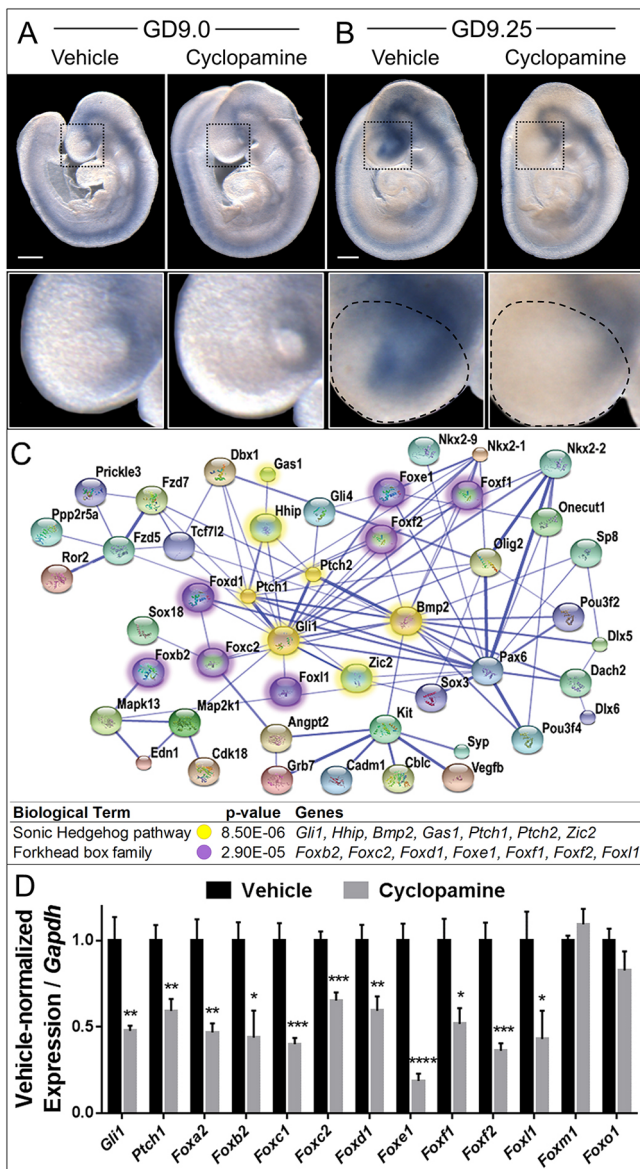 A GD9.0 B GD9.25
Vehicle Cyclopamine Vehicle Cyclopamine
C
Nkx2-9 Nkx2-1 Nkx2-2
Dbx1 Gas1
Prickle3 Fzd7 Gli4 Foxe1 Foxf1
Ppp2r5a Hhip Onecut1
Fzd5 Tcf7l2 Foxf2 Sp8
Ror2 Ptch2 Olig2
Foxd1 Ptch1
Sox18 Gli1 Bmp2 Pou3f2
Foxb2 Foxc2 Zic2 Pax6 Dlx5
Foxl1 Sox3 Dach2
Mapk13 Map2k1 Angpt2 Kit Dlx6
Pou3f4
Edn1 Cdk18 Grb7 Cadm1 Cblc Syp Vegfb
Biological Term p-value Genes
Sonic Hedgehog pathway 8.50E-06 Gli1, Hhip, Bmp2, Gas1, Ptch1, Ptch2, Zic2
Forkhead box family 2.90E-05 Foxb2, Foxc2, Foxd1, Foxe1, Foxf1, Foxf2, Foxl1
D
Vehicle Cyclopamine
Vehicle-normalized
Expression / Gapdh
1.0
0.5
0.0
** ** ** * *** *** ** **** * *** *
Gli1 Ptch1 Foxa2 Foxb2 Foxc1 Foxc2 Foxd1 Foxe1 Foxf1 Foxf2 Foxl1 Foxm1 Foxo1